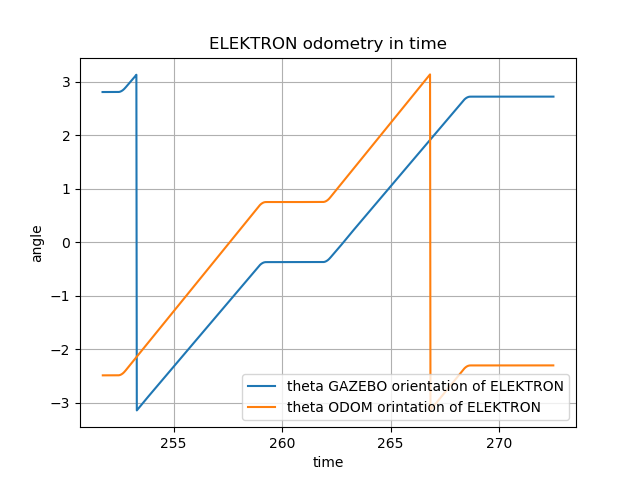 ELEKTRON odometry in time
angle
3
2
1
0
−1
−2
−3
theta GAZEBO orientation of ELEKTRON
theta ODOM orintation of ELEKTRON
255
260
265
270
time